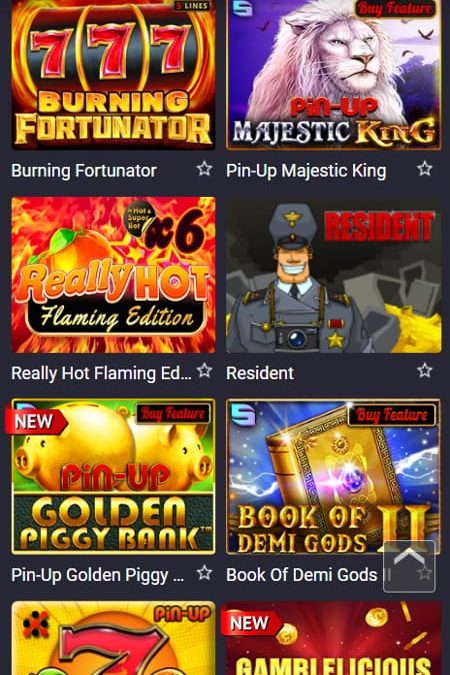 5 LINES
777
BURNING
FORTUNATOR
Burning Fortunator
Buy Feature
PIN-UP
MAJESTIC KING
Pin-Up Majestic King
Hot &
Super
Bet
x6
Really HOT
Flaming Edition
Really Hot Flaming Ed...
RESIDENT
Resident
NEW
Buy Feature
PIN-UP
GOLDEN
PIGGY BANK™
Pin-Up Golden Piggy ...
Buy Feature
BOOK OF
DEMI GODS II
Book Of Demi Gods II
PIN-UP
7
NEW
GAMBLELICIOUS